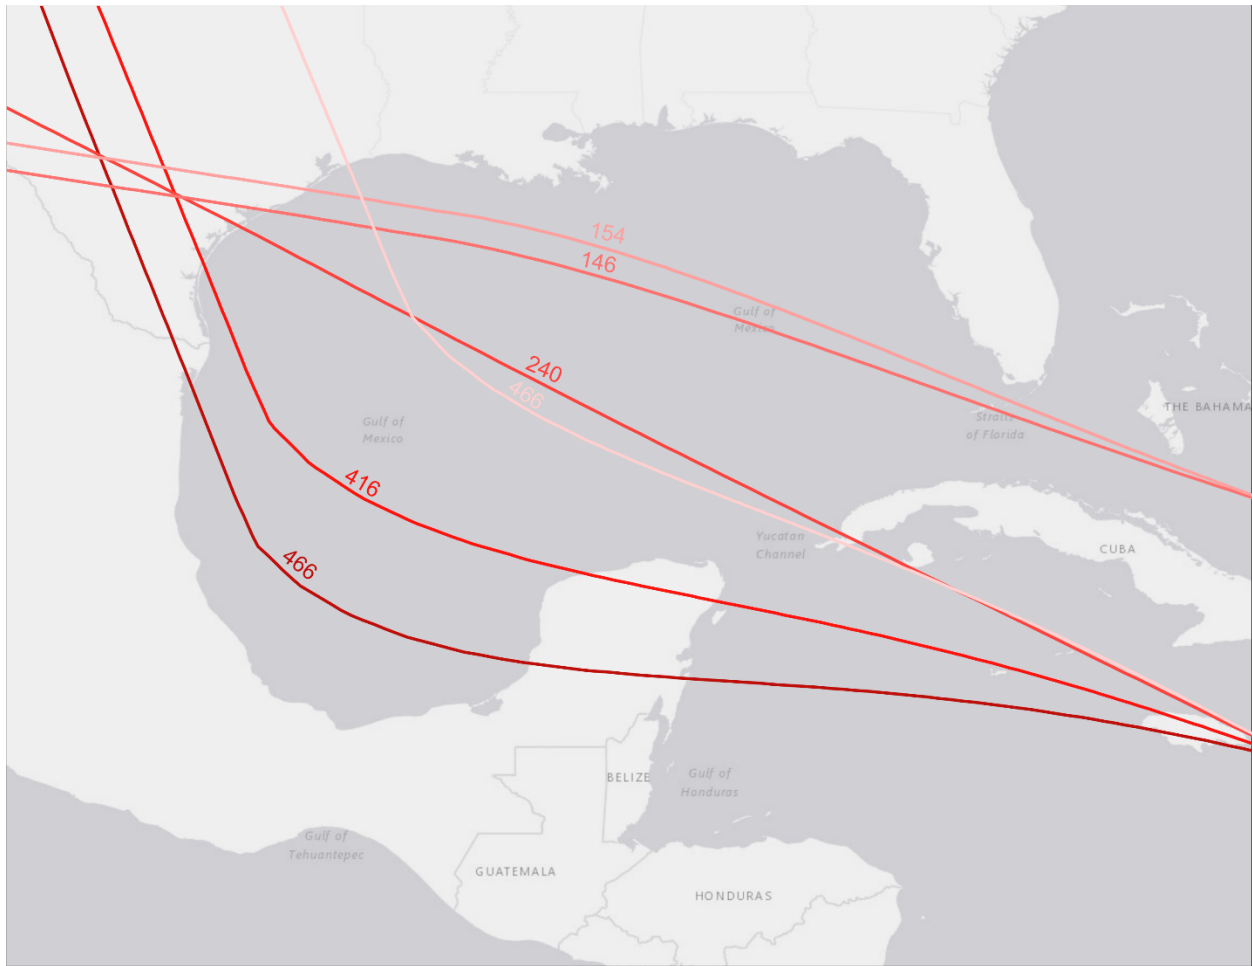 154
146
Gulf of
Mexico
240
466
THE BAHAMA
Straits
of Florida
Gulf of
Mexico
416
Yucatan
Channel
CUBA
466
BELIZE
Gulf of
Honduras
Gulf of
Tehuantepec
GUATEMALA
HONDURAS